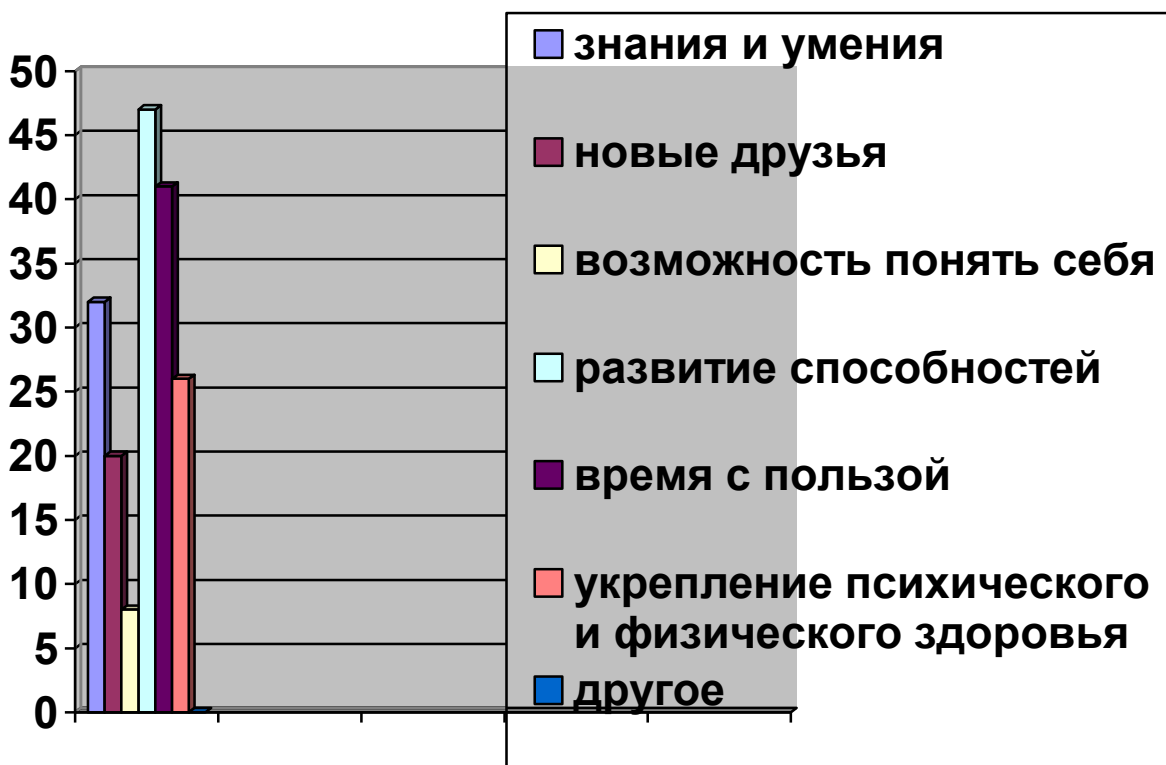 50
45
40
35
30
25
20
15
10
5
0
знания и умения
новые друзья
возможность понять себя
развитие способностей
время с пользой
укрепление психического
и физического здоровья
другое